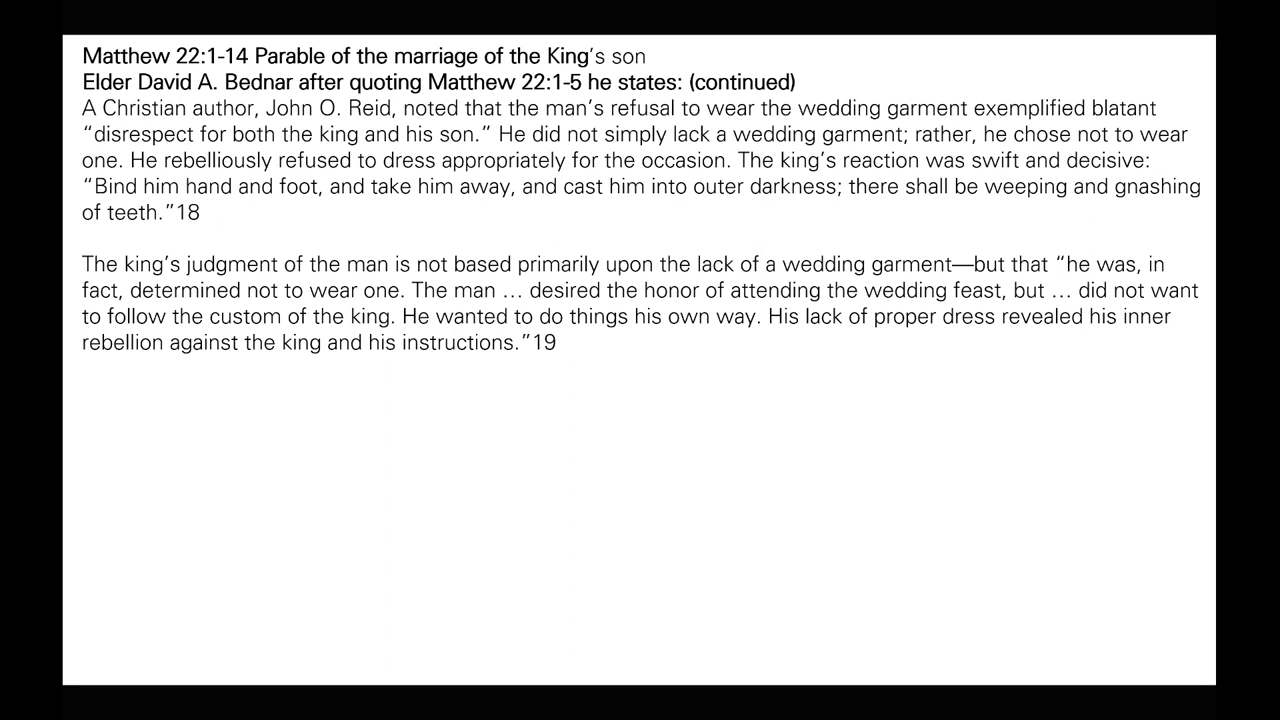 Matthew 22:1-14 Parable of the marriage of the King’s son
Elder David A. Bednar after quoting Matthew 22:1-5 he states: (continued)
A Christian author, John O. Reid, noted that the man’s refusal to wear the wedding garment exemplified blatant
“disrespect for both the king and his son.” He did not simply lack a wedding garment; rather, he chose not to wear
one. He rebelliously refused to dress appropriately for the occasion. The king’s reaction was swift and decisive:
“Bind him hand and foot, and take him away, and cast him into outer darkness; there shall be weeping and gnashing
of teeth.”18
The king’s judgment of the man is not based primarily upon the lack of a wedding garment—but that “he was, in
fact, determined not to wear one. The man … desired the honor of attending the wedding feast, but … did not want
to follow the custom of the king. He wanted to do things his own way. His lack of proper dress revealed his inner
rebellion against the king and his instructions.”19